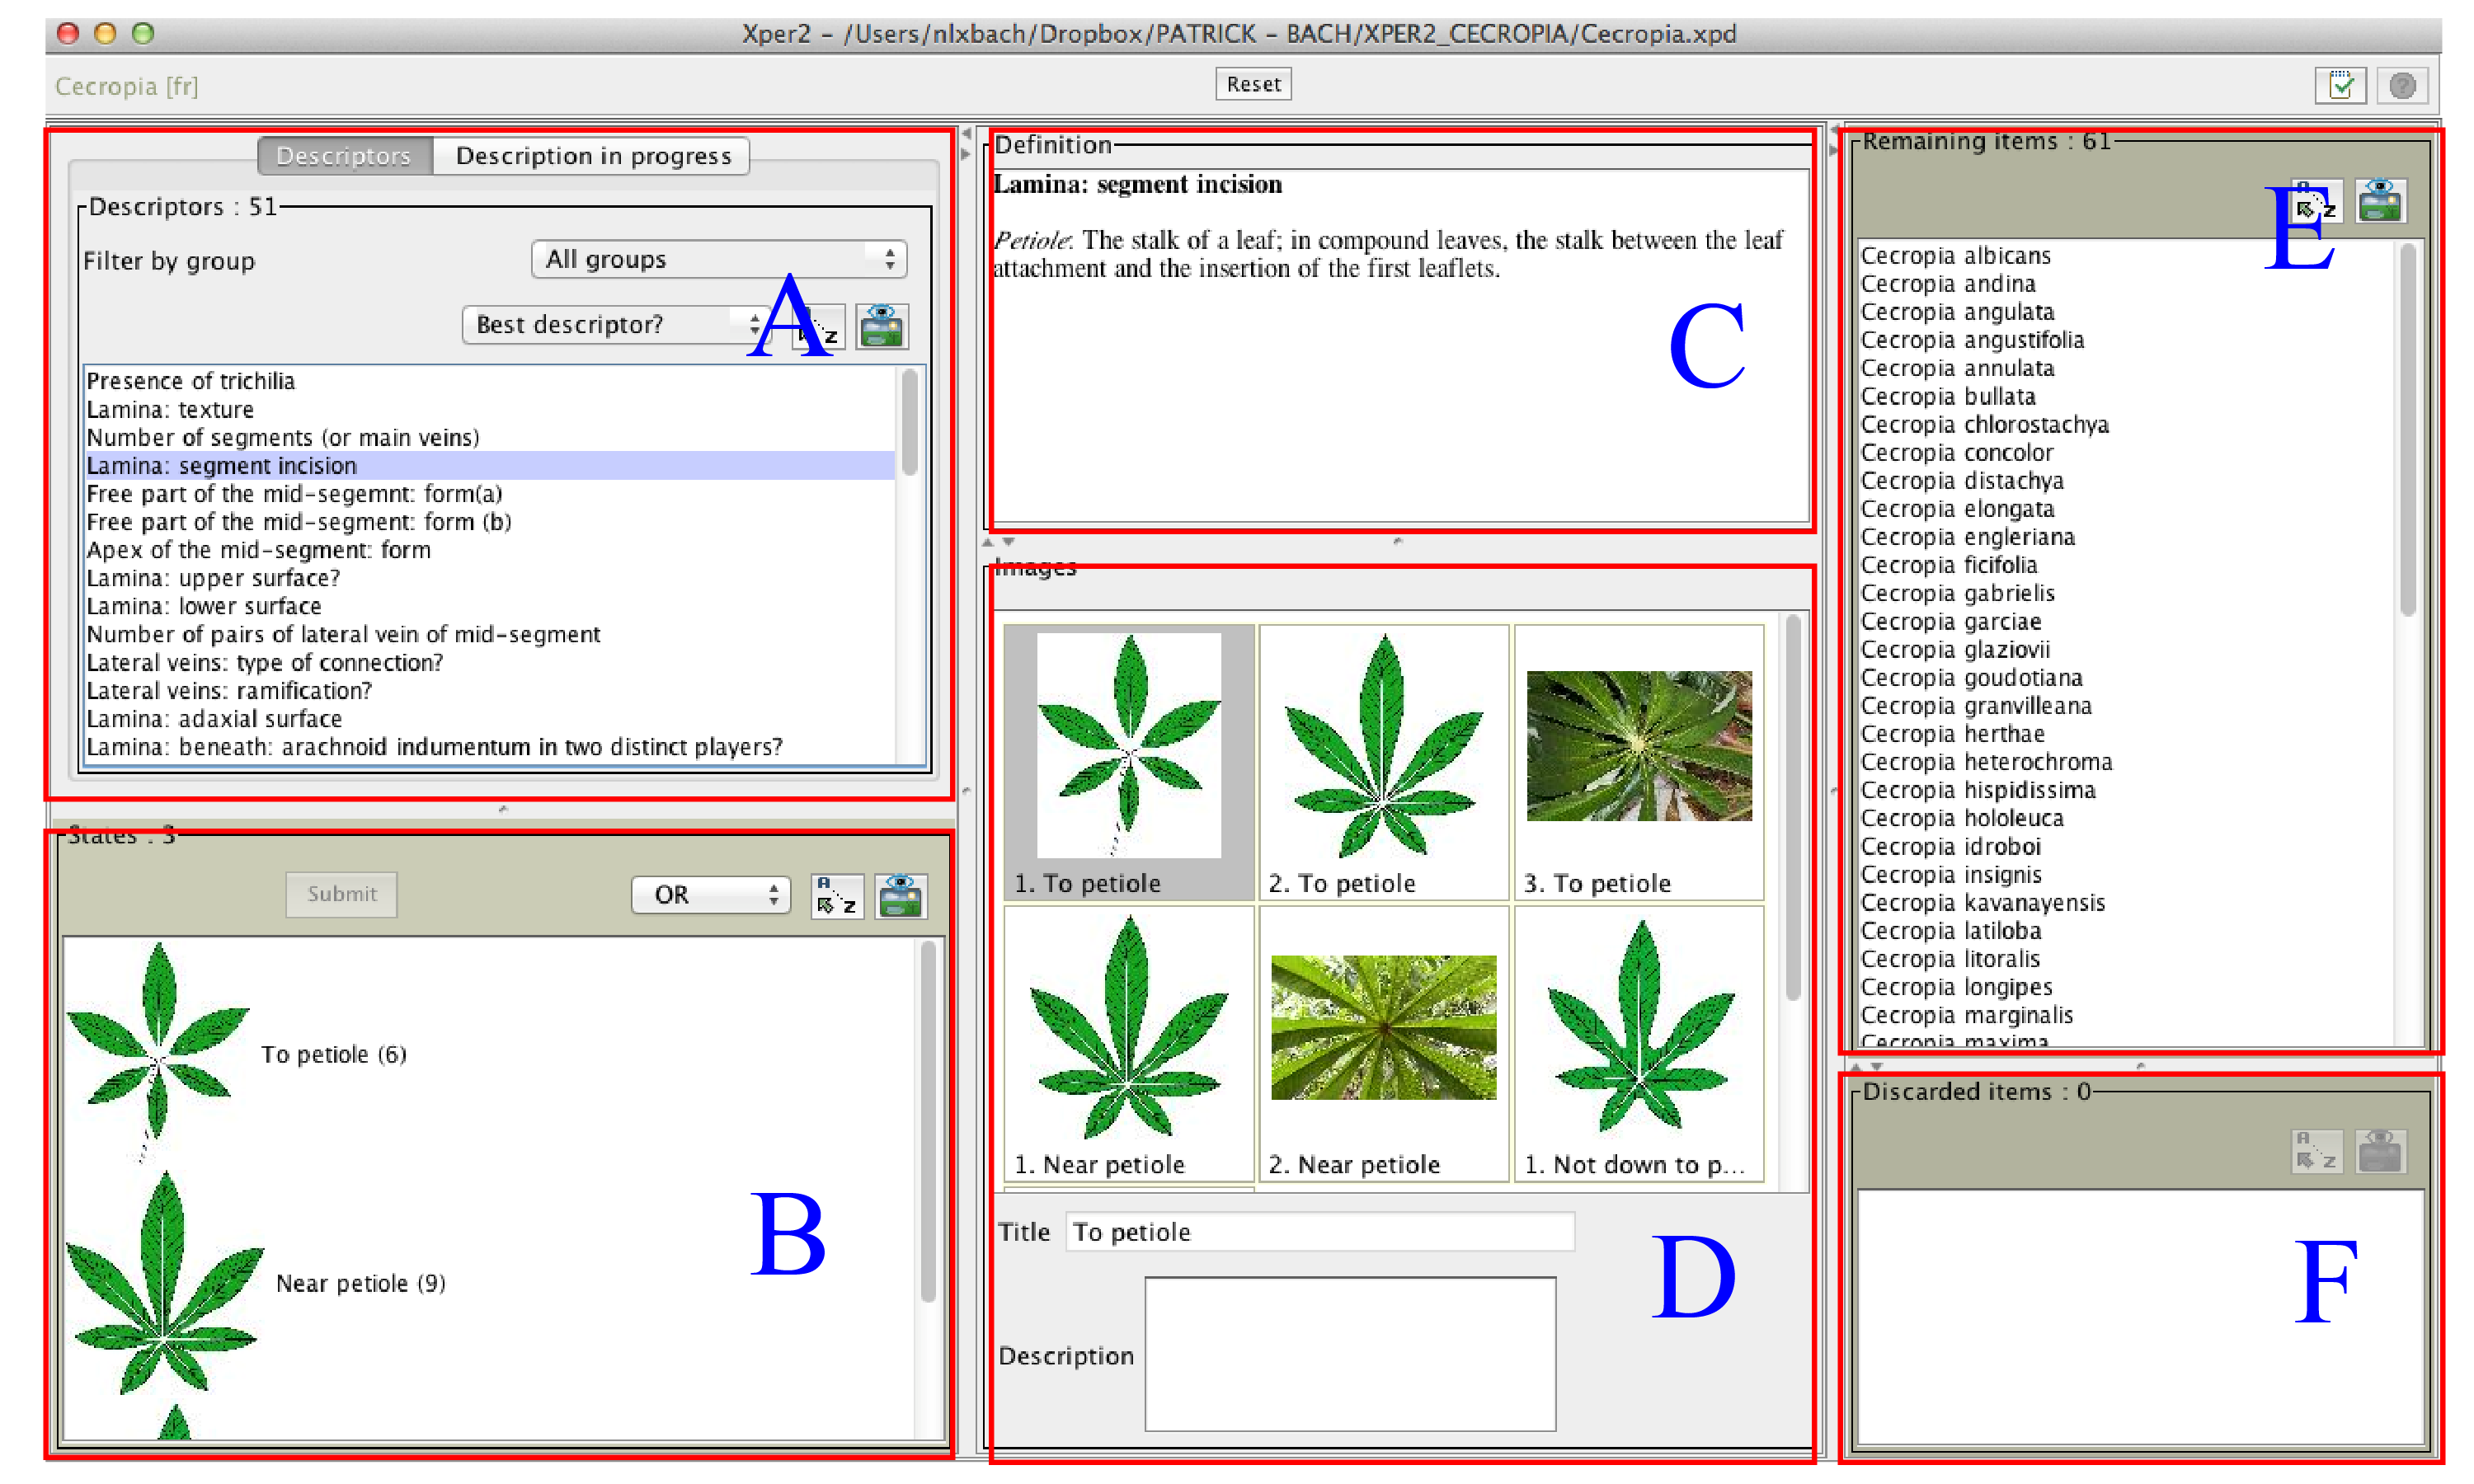 Xper2 – /Users/nlxbach/Dropbox/PATRICK – BACH/XPER2_CECROPIA/Cecropia.xpd
Cecropia [fr]
Reset
Descriptors
Description in progress
Descriptors : 51
Filter by group
All groups
Best descriptor?
A
Presence of trichilia
Lamina: texture
Number of segments (or main veins)
Lamina: segment incision
Free part of the mid-segemnt: form(a)
Free part of the mid-segment: form (b)
Apex of the mid-segment: form
Lamina: upper surface?
Lamina: lower surface
Number of pairs of lateral vein of mid-segment
Lateral veins: type of connection?
Lateral veins: ramification?
Lamina: adaxial surface
Lamina: beneath: arachnoid indumentum in two distinct players?
States : 3
Submit
OR
A z
To petiole (6)
Near petiole (9)
B
Definition
Lamina: segment incision
Petiole: The stalk of a leaf; in compound leaves, the stalk between the leaf
attachment and the insertion of the first leaflets.
C
Images
1. To petiole
2. To petiole
3. To petiole
1. Near petiole
2. Near petiole
1. Not down to p...
Title
To petiole
Description
D
Remaining items : 61
E
Cecropia albicans
Cecropia andina
Cecropia angulata
Cecropia angustifolia
Cecropia annulata
Cecropia bullata
Cecropia chlorostachya
Cecropia concolor
Cecropia distachya
Cecropia elongata
Cecropia engleriana
Cecropia ficifolia
Cecropia gabrielis
Cecropia garciae
Cecropia glaziovii
Cecropia goudotiana
Cecropia granvilleana
Cecropia herthae
Cecropia heterochroma
Cecropia hispidissima
Cecropia hololeuca
Cecropia idroboi
Cecropia insignis
Cecropia kavanayensis
Cecropia latiloba
Cecropia litoralis
Cecropia longipes
Cecropia marginalis
Cecropia maxima
Discarded items : 0
A z
F